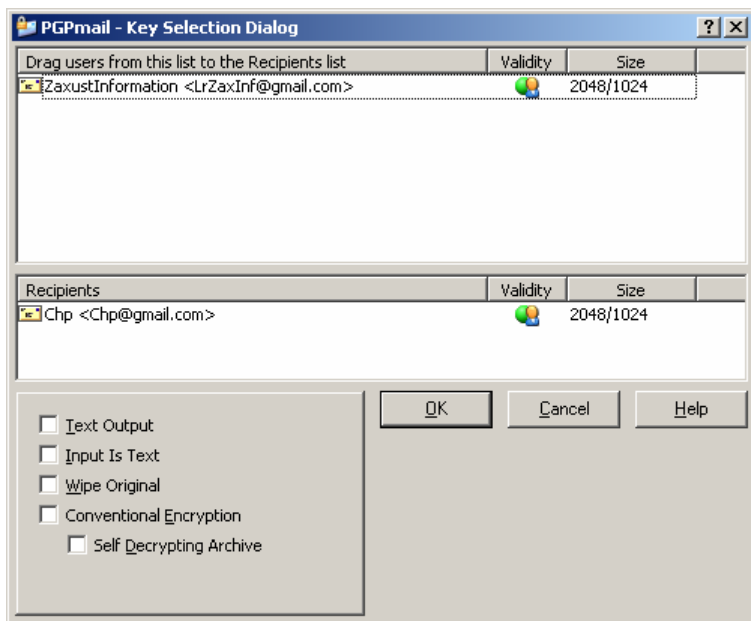 PGPmail - Key Selection Dialog
Drag users from this list to the Recipients list Validity Size
ZaxustInformation <LrZaxInf@gmail.com> 2048/1024
Recipients Validity Size
Chp <Chp@gmail.com> 2048/1024
OK Cancel Help
Text Output
Input Is Text
Wipe Original
Conventional Encryption
Self Decrypting Archive